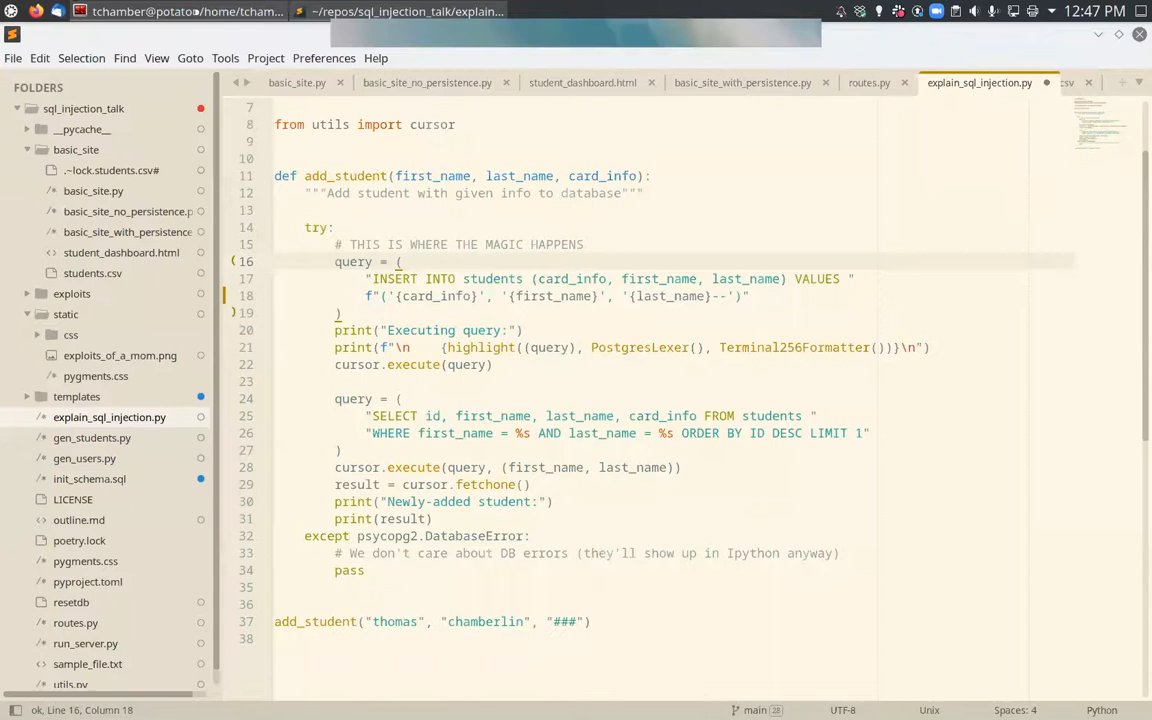 tchamber@potato:/home/tcham...
~/repos/sql_injection_talk/explain...
12:47 PM
File Edit Selection Find View Goto Tools Project Preferences Help
FOLDERS
sql_injection_talk
__pycache__
basic_site
.~lock.students.csv#
basic_site.py
basic_site_no_persistence.p
basic_site_with_persistence
student_dashboard.html
students.csv
exploits
static
css
exploits_of_a_mom.png
pygments.css
templates
explain_sql_injection.py
gen_students.py
gen_users.py
init_schema.sql
LICENSE
outline.md
poetry.lock
pygments.css
pyproject.toml
resetdb
routes.py
run_server.py
sample_file.txt
utils.py
basic_site.py basic_site_no_persistence.py student_dashboard.html basic_site_with_persistence.py routes.py explain_sql_injection.py csv
7
8 from utils import cursor
9
10
11 def add_student(first_name, last_name, card_info):
12 """Add student with given info to database"""
13
14 try:
15 # THIS IS WHERE THE MAGIC HAPPENS
16 query = (
17 "INSERT INTO students (card_info, first_name, last_name) VALUES "
18 f"('{card_info}', '{first_name}', '{last_name}--')"
19 )
20 print("Executing query:")
21 print(f"\n    {highlight((query), PostgresLexer(), Terminal256Formatter())}\n")
22 cursor.execute(query)
23
24 query = (
25 "SELECT id, first_name, last_name, card_info FROM students "
26 "WHERE first_name = %s AND last_name = %s ORDER BY ID DESC LIMIT 1"
27 )
28 cursor.execute(query, (first_name, last_name))
29 result = cursor.fetchone()
30 print("Newly-added student:")
31 print(result)
32 except psycopg2.DatabaseError:
33 # We don't care about DB errors (they'll show up in Ipython anyway)
34 pass
35
36
37 add_student("thomas", "chamberlin", "###")
38
ok, Line 16, Column 18 main 28 UTF-8 Unix Spaces: 4 Python